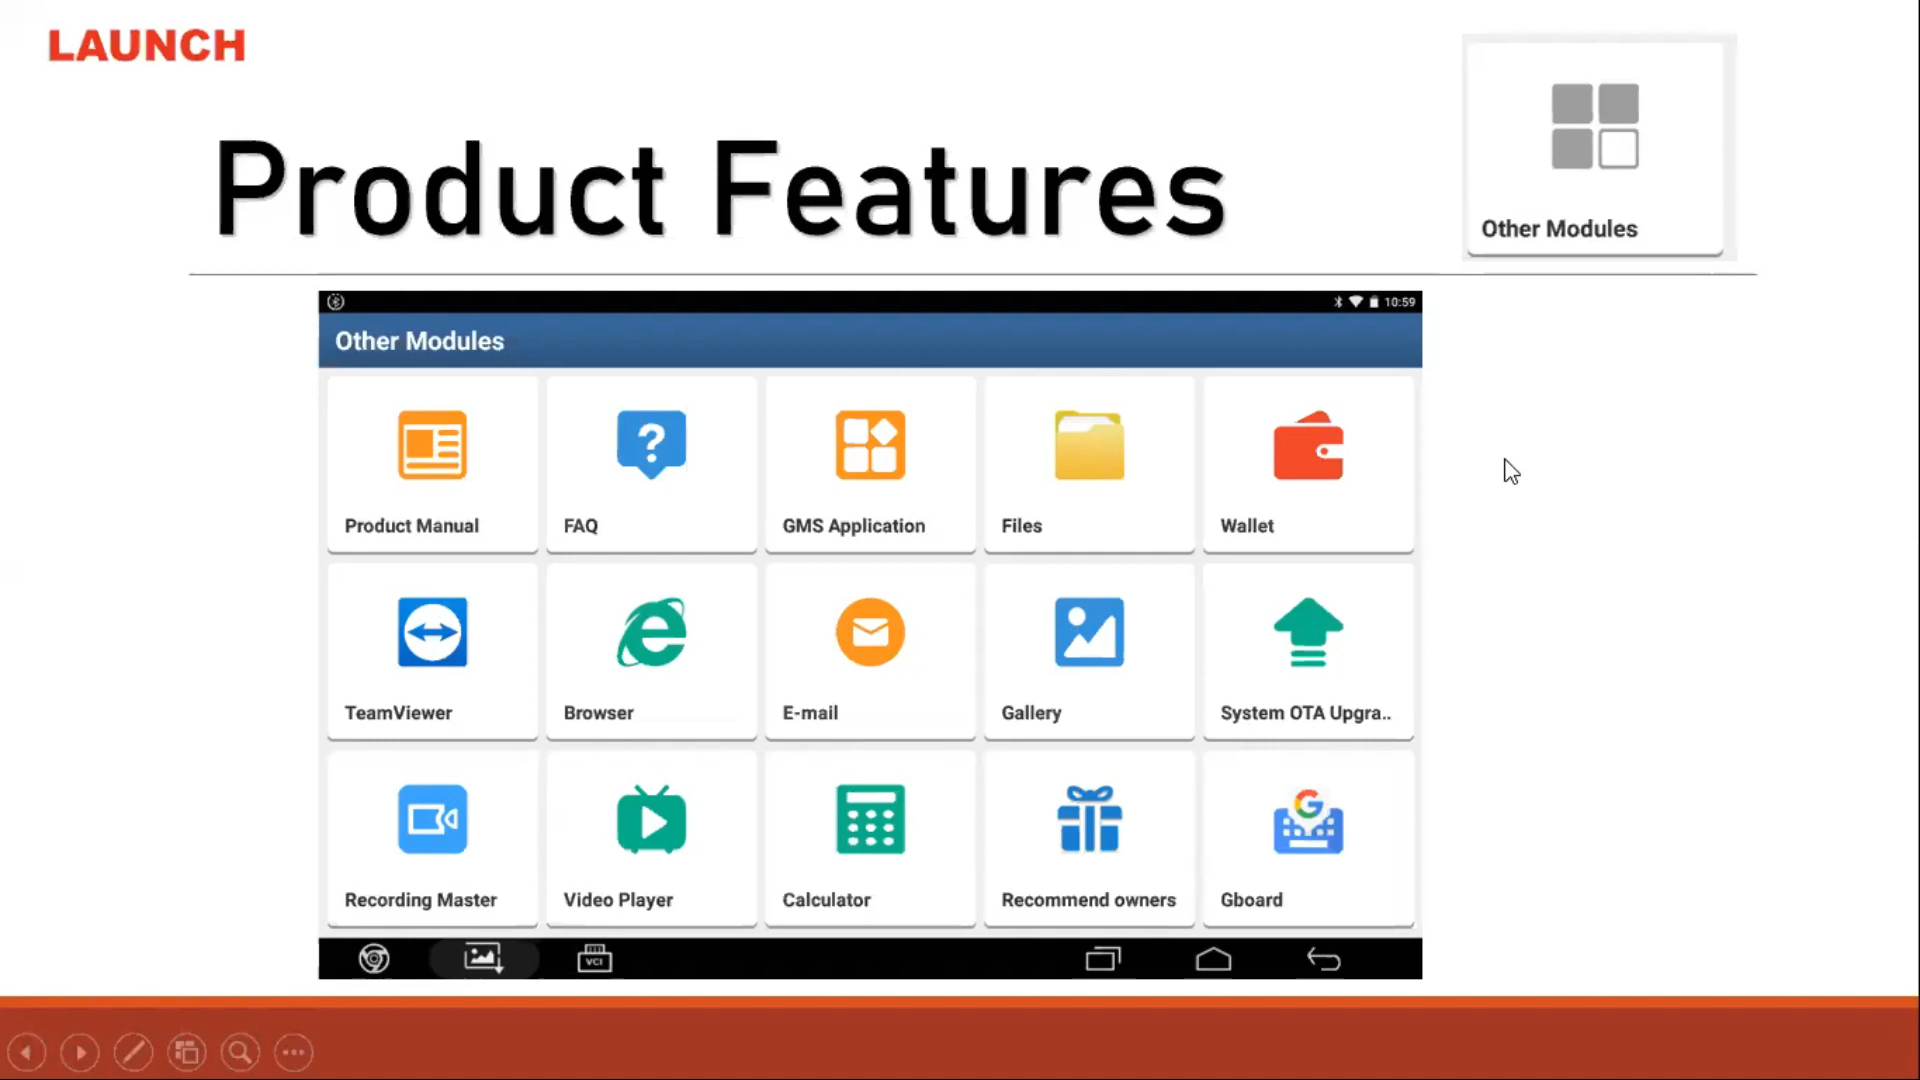 LAUNCH
Product Features
Other Modules
10:59
Other Modules
Product Manual
FAQ
GMS Application
Files
Wallet
TeamViewer
Browser
E-mail
Gallery
System OTA Upgra..
Recording Master
Video Player
Calculator
Recommend owners
Gboard
VCI